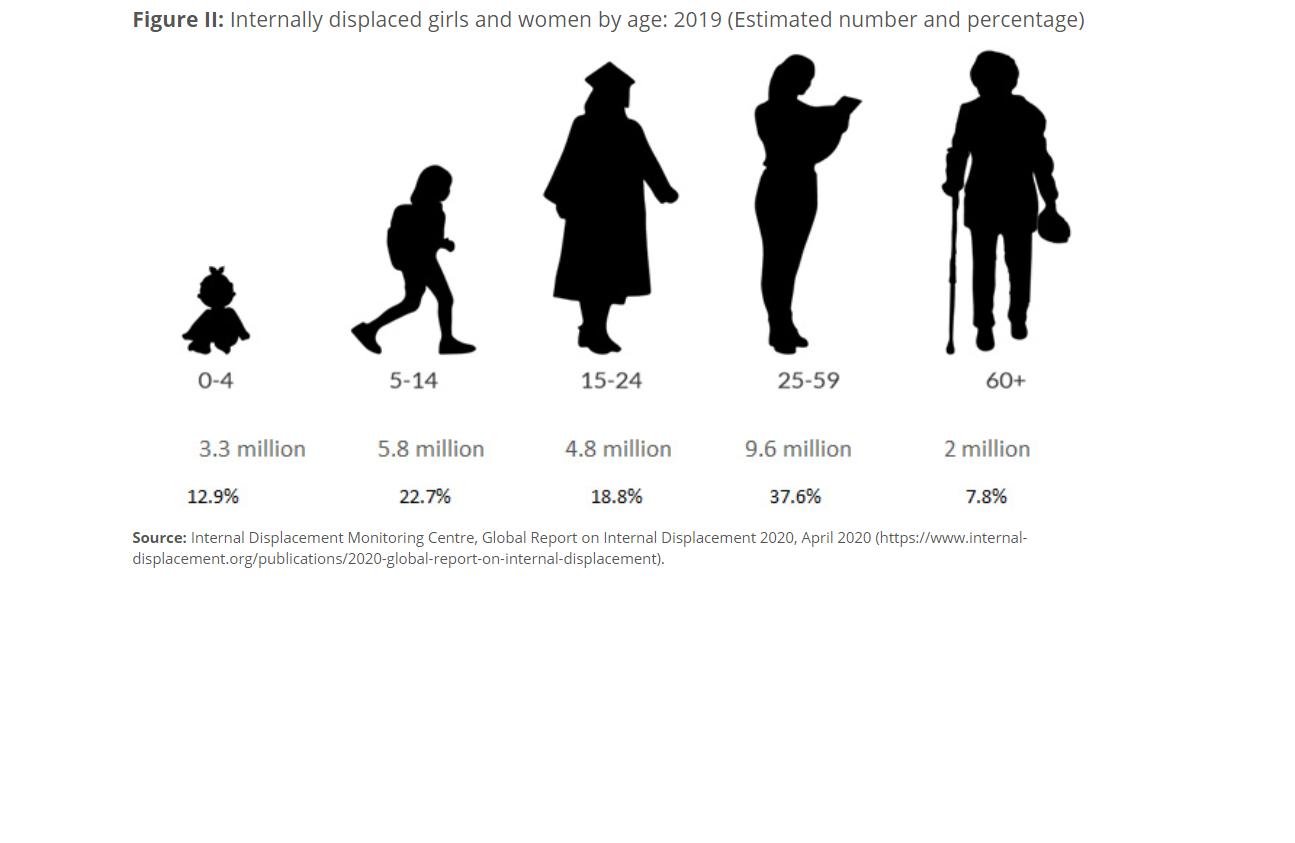 Figure II: Internally displaced girls and women by age: 2019 (Estimated number and percentage)
0-4 5-14 15-24 25-59 60+
3.3 million 5.8 million 4.8 million 9.6 million 2 million
12.9% 22.7% 18.8% 37.6% 7.8%
Source: Internal Displacement Monitoring Centre, Global Report on Internal Displacement 2020, April 2020 (https://www.internal-
displacement.org/publications/2020-global-report-on-internal-displacement).